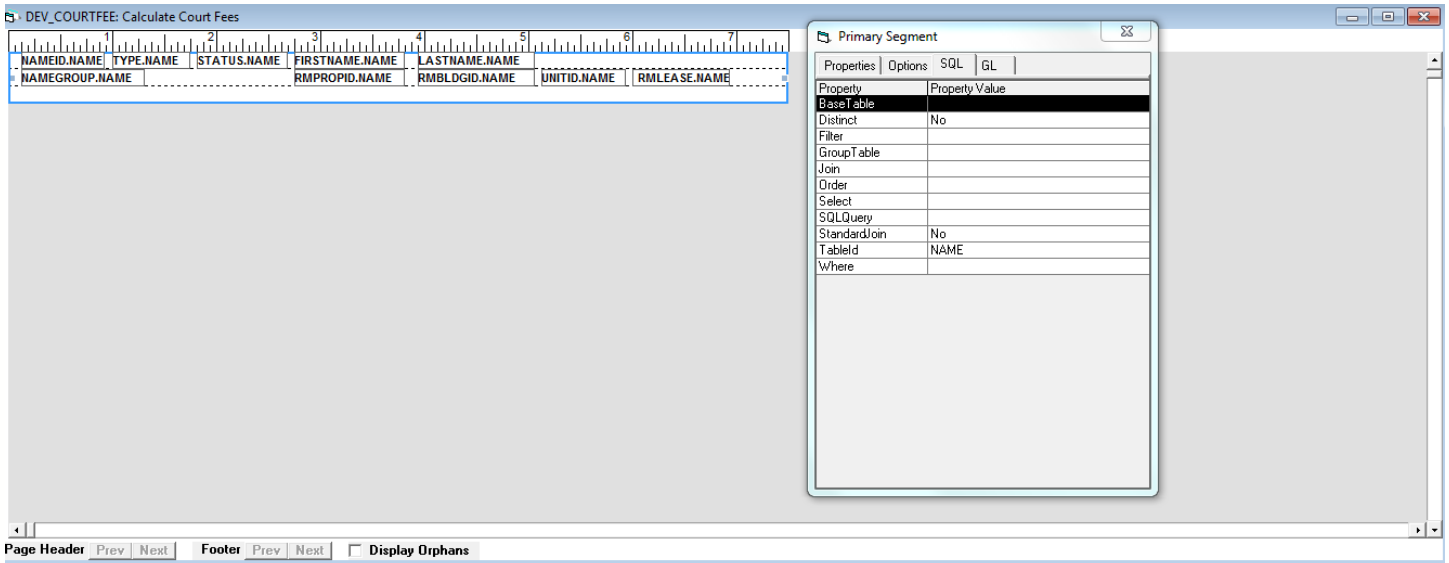 DEV_COURTFEE: Calculate Court Fees
1 2 3 4 5 6 7
NAMEID.NAME TYPE.NAME STATUS.NAME FIRSTNAME.NAME LASTNAME.NAME
NAMEGROUP.NAME RMPROPID.NAME RMBLDGID.NAME UNITID.NAME RMLEASE.NAME
Primary Segment
Properties Options SQL GL
Property Property Value
BaseTable
Distinct No
Filter
GroupTable
Join
Order
Select
SQLQuery
StandardJoin No
TableId NAME
Where
Page Header Prev Next Footer Prev Next Display Orphans